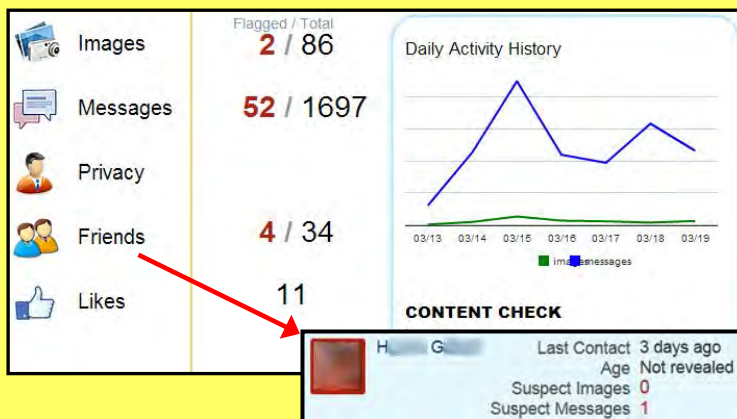 Flagged / Total
Images 2 / 86
Messages 52 / 1697
Privacy
Friends 4 / 34
Likes 11
Daily Activity History
03/13 03/14 03/15 03/16 03/17 03/18 03/19
messages
CONTENT CHECK
H G
Last Contact 3 days ago
Age Not revealed
Suspect Images 0
Suspect Messages 1